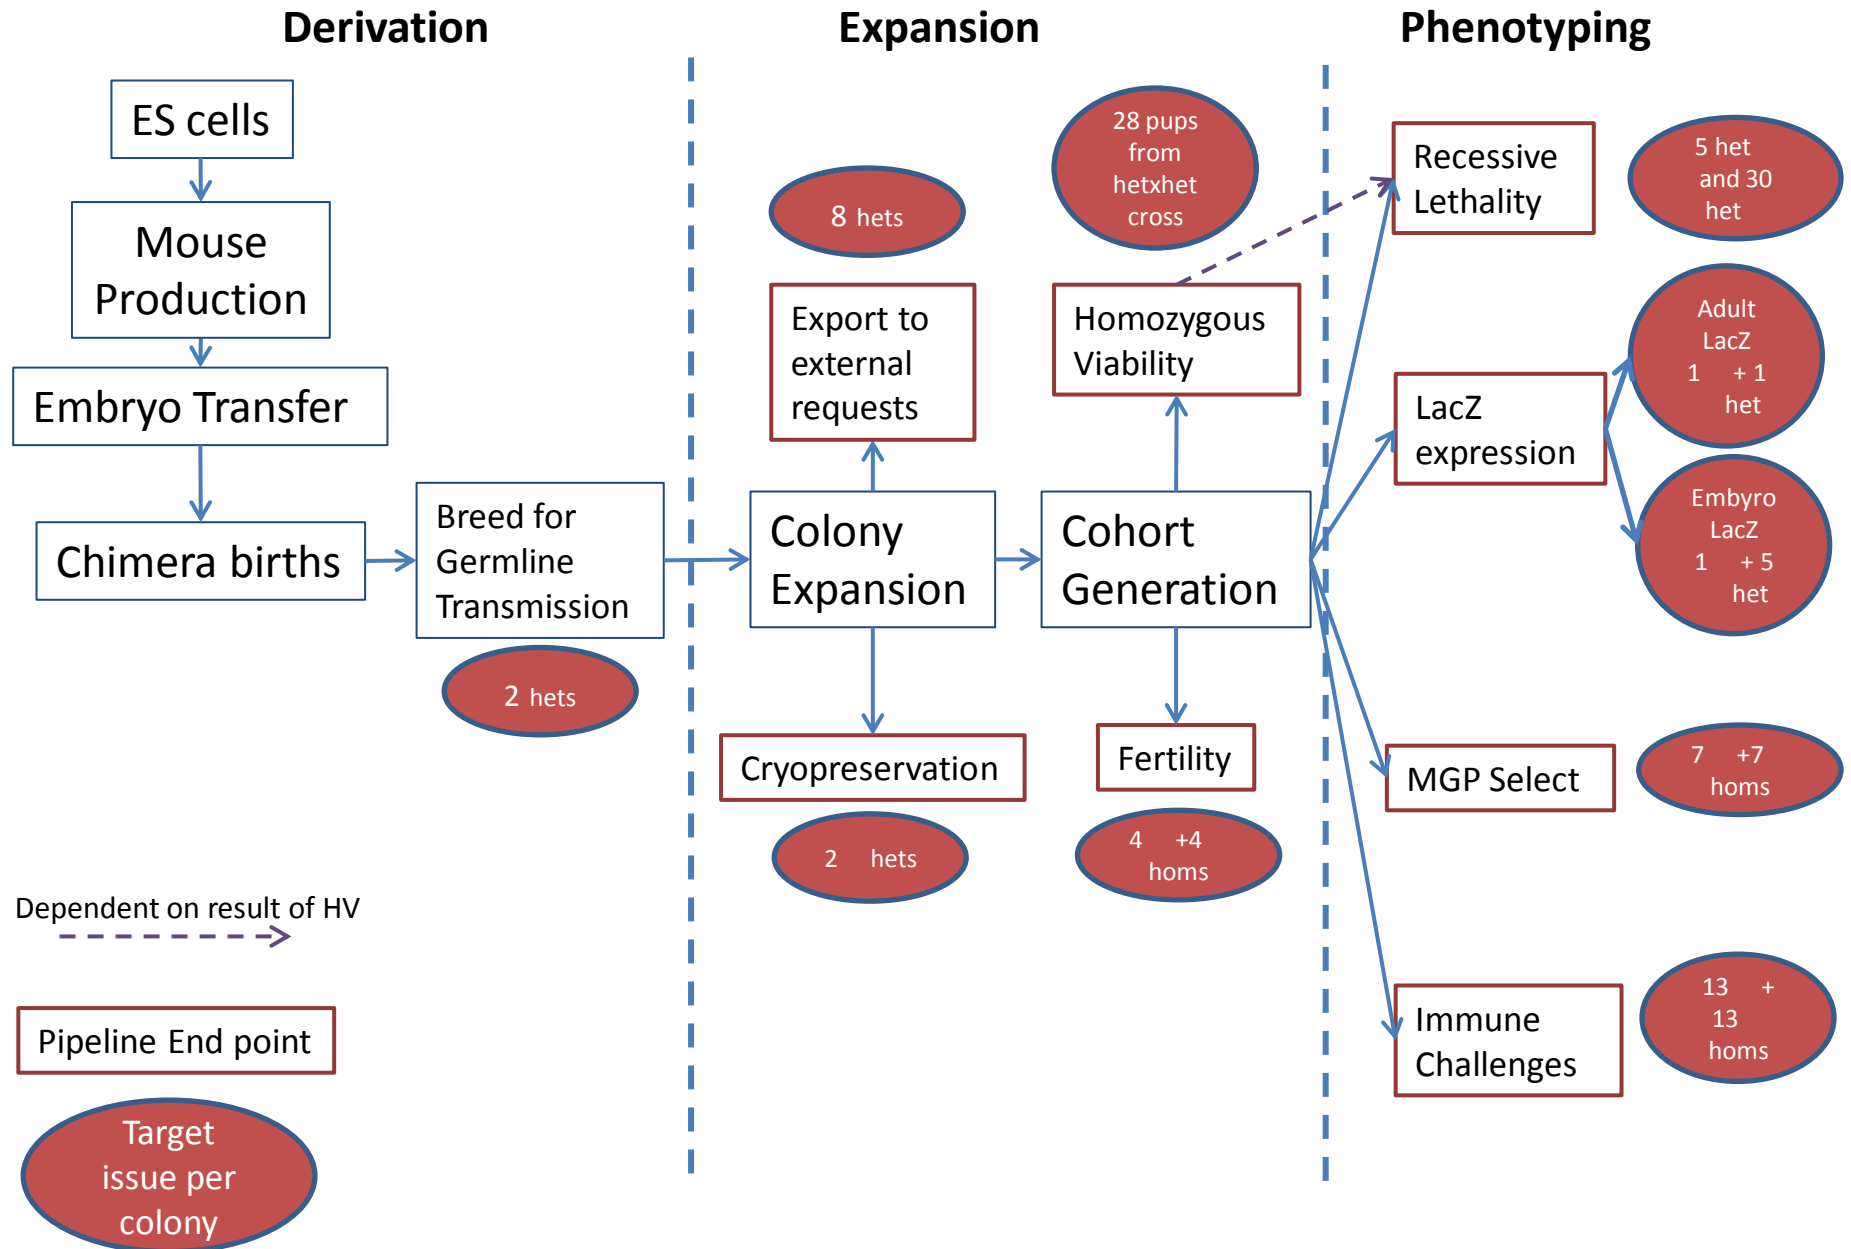 Derivation
Expansion
Phenotyping
ES cells
Mouse
Production
Embryo Transfer
Chimera births
Breed for
Germline
Transmission
2 hets
8 hets
Export to
external
requests
Colony
Expansion
Cryopreservation
2 hets
28 pups
from
hetxhet
cross
Homozygous
Viability
Cohort
Generation
Fertility
4 +4
homs
Recessive
Lethality
5 het
and 30
het
LacZ
expression
Adult
LacZ
1 + 1
het
Embyro
LacZ
1 + 5
het
MGP Select
7 +7
homs
Immune
Challenges
13 +
13
homs
Dependent on result of HV
Pipeline End point
Target
issue per
colony